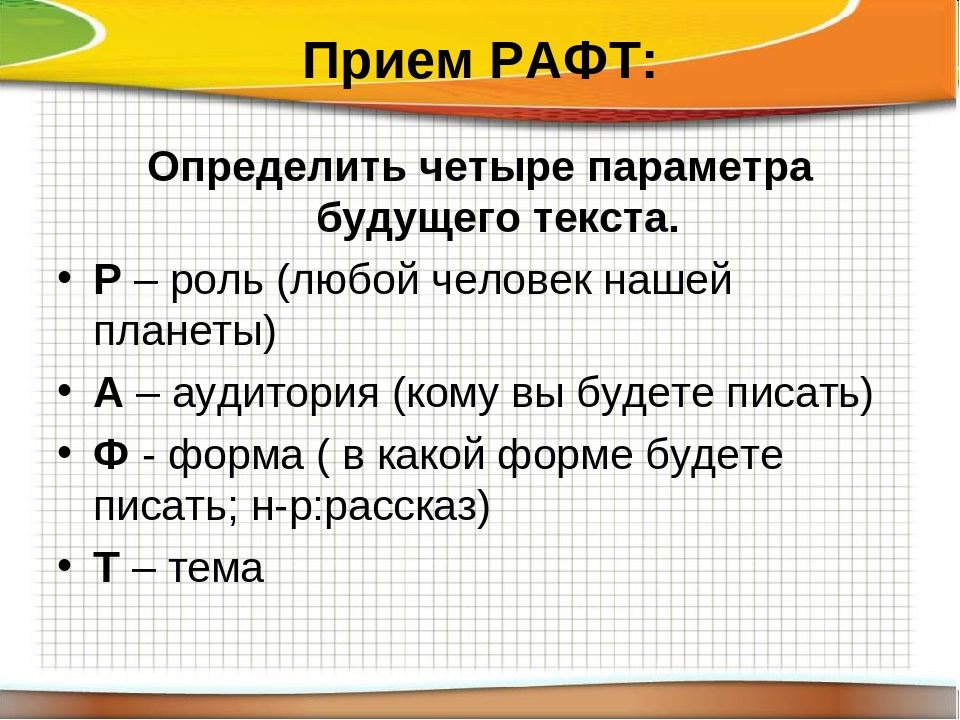 Прием РАФТ:
Определить четыре параметра
будущего текста.
• Р – роль (любой человек нашей
планеты)
• А – аудитория (кому вы будете писать)
• Ф - форма ( в какой форме будете
писать; н-р:рассказ)
• Т – тема